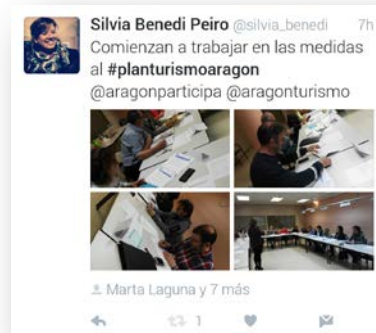 Silvia Benedi Peiro @silvia_benedi 7h
Comienzan a trabajar en las medidas
al #planturismoaragon
@aragonparticipa @aragonturismo
Marta Laguna y 7 más
1